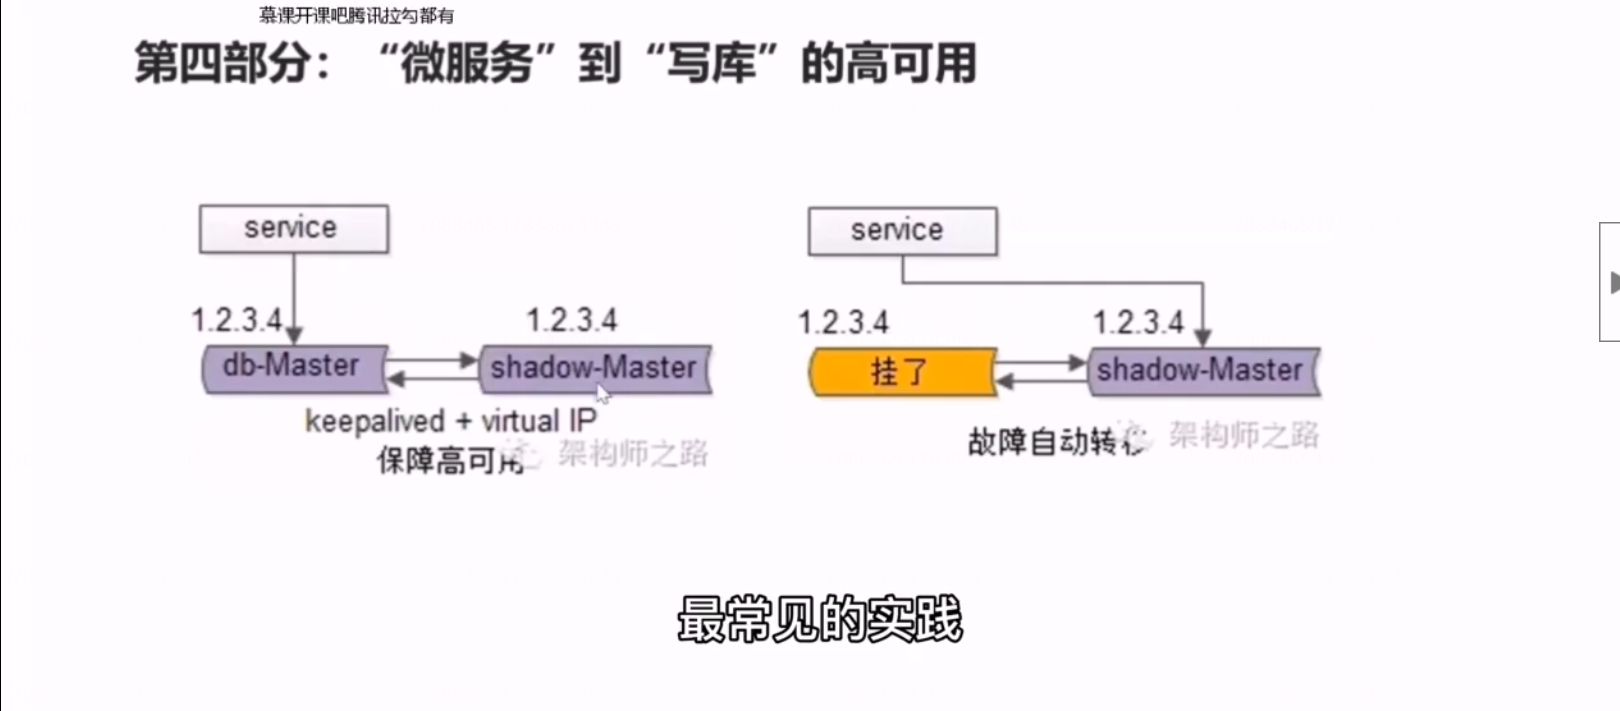 慕课开课吧腾讯拉勾都有
第四部分：“微服务”到“写库”的高可用
service
1.2.3.4
1.2.3.4
db-Master
shadow-Master
keepalived + virtual IP
保障高可用
架构师之路
service
1.2.3.4
1.2.3.4
挂了
shadow-Master
故障自动转移
架构师之路
最常见的实践